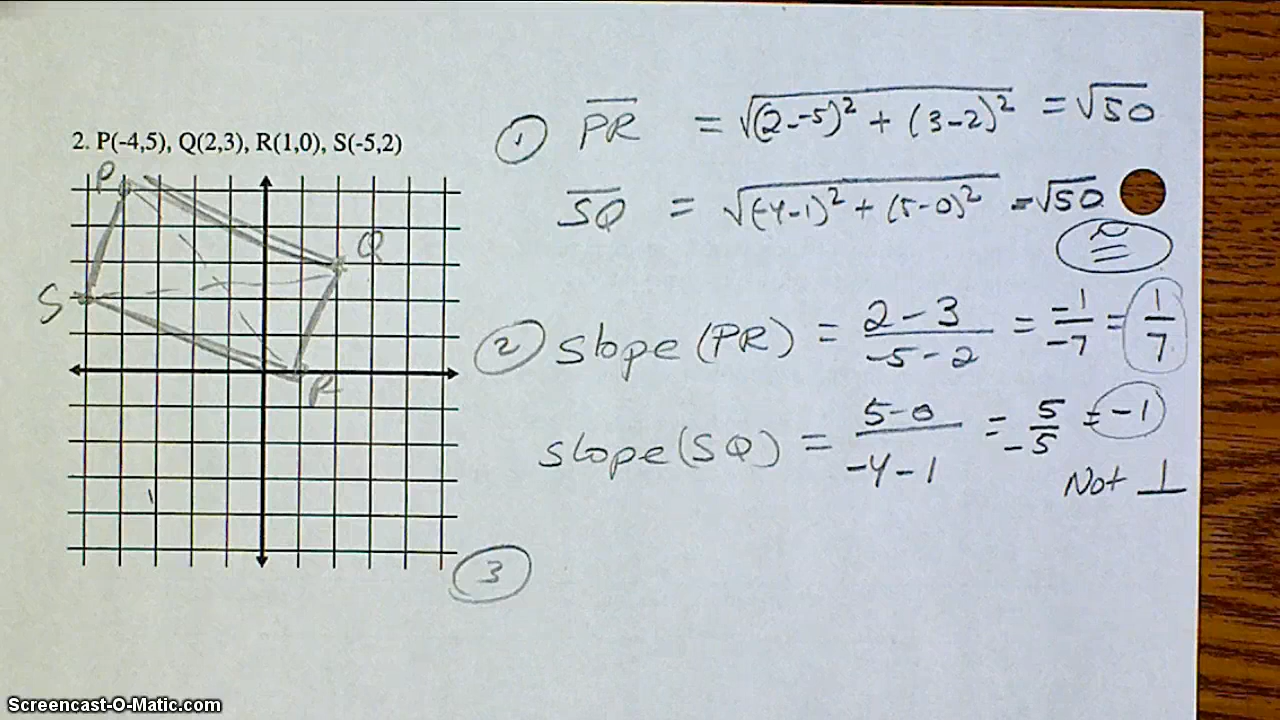 2. P(-4,5), Q(2,3), R(1,0), S(-5,2)
P
Q
S
R
① PR = √(2--5)² + (3-2)² = √50
SQ = √(-4-1)² + (5-0)² = √50
≅
② slope (PR) = 2-3/-5-2 = -1/-7 = 1/7
slope (SQ) = 5-0/-4-1 = 5/-5 = -1
Not ⊥
③
Screencast-O-Matic.com